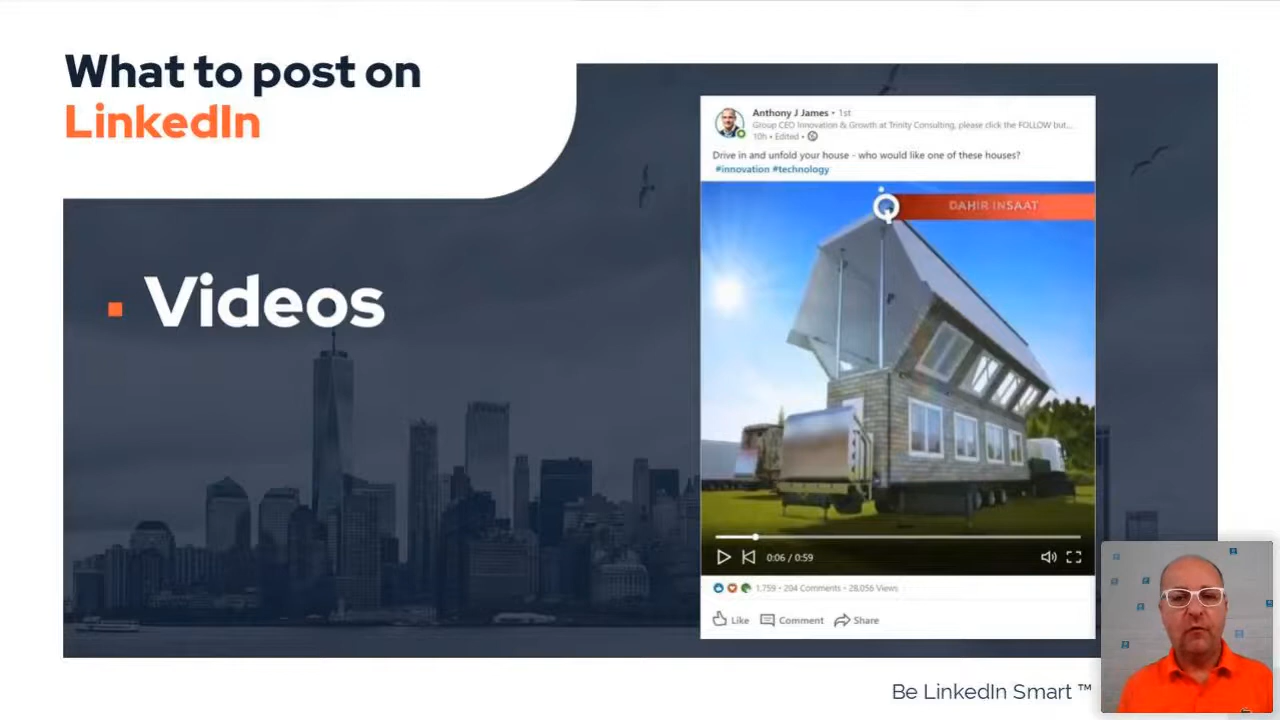 What to post on
LinkedIn
Videos
Anthony J James • 1st
Group CEO Innovation & Growth at Trinity Consulting, please click the FOLLOW but...
10h • Edited •
Drive in and unfold your house - who would like one of these houses?
#innovation #technology
DAHIR INSAAT
0:06 / 0:59
1,759 • 204 Comments • 28,056 Views
Like Comment Share
Be LinkedIn Smart ™